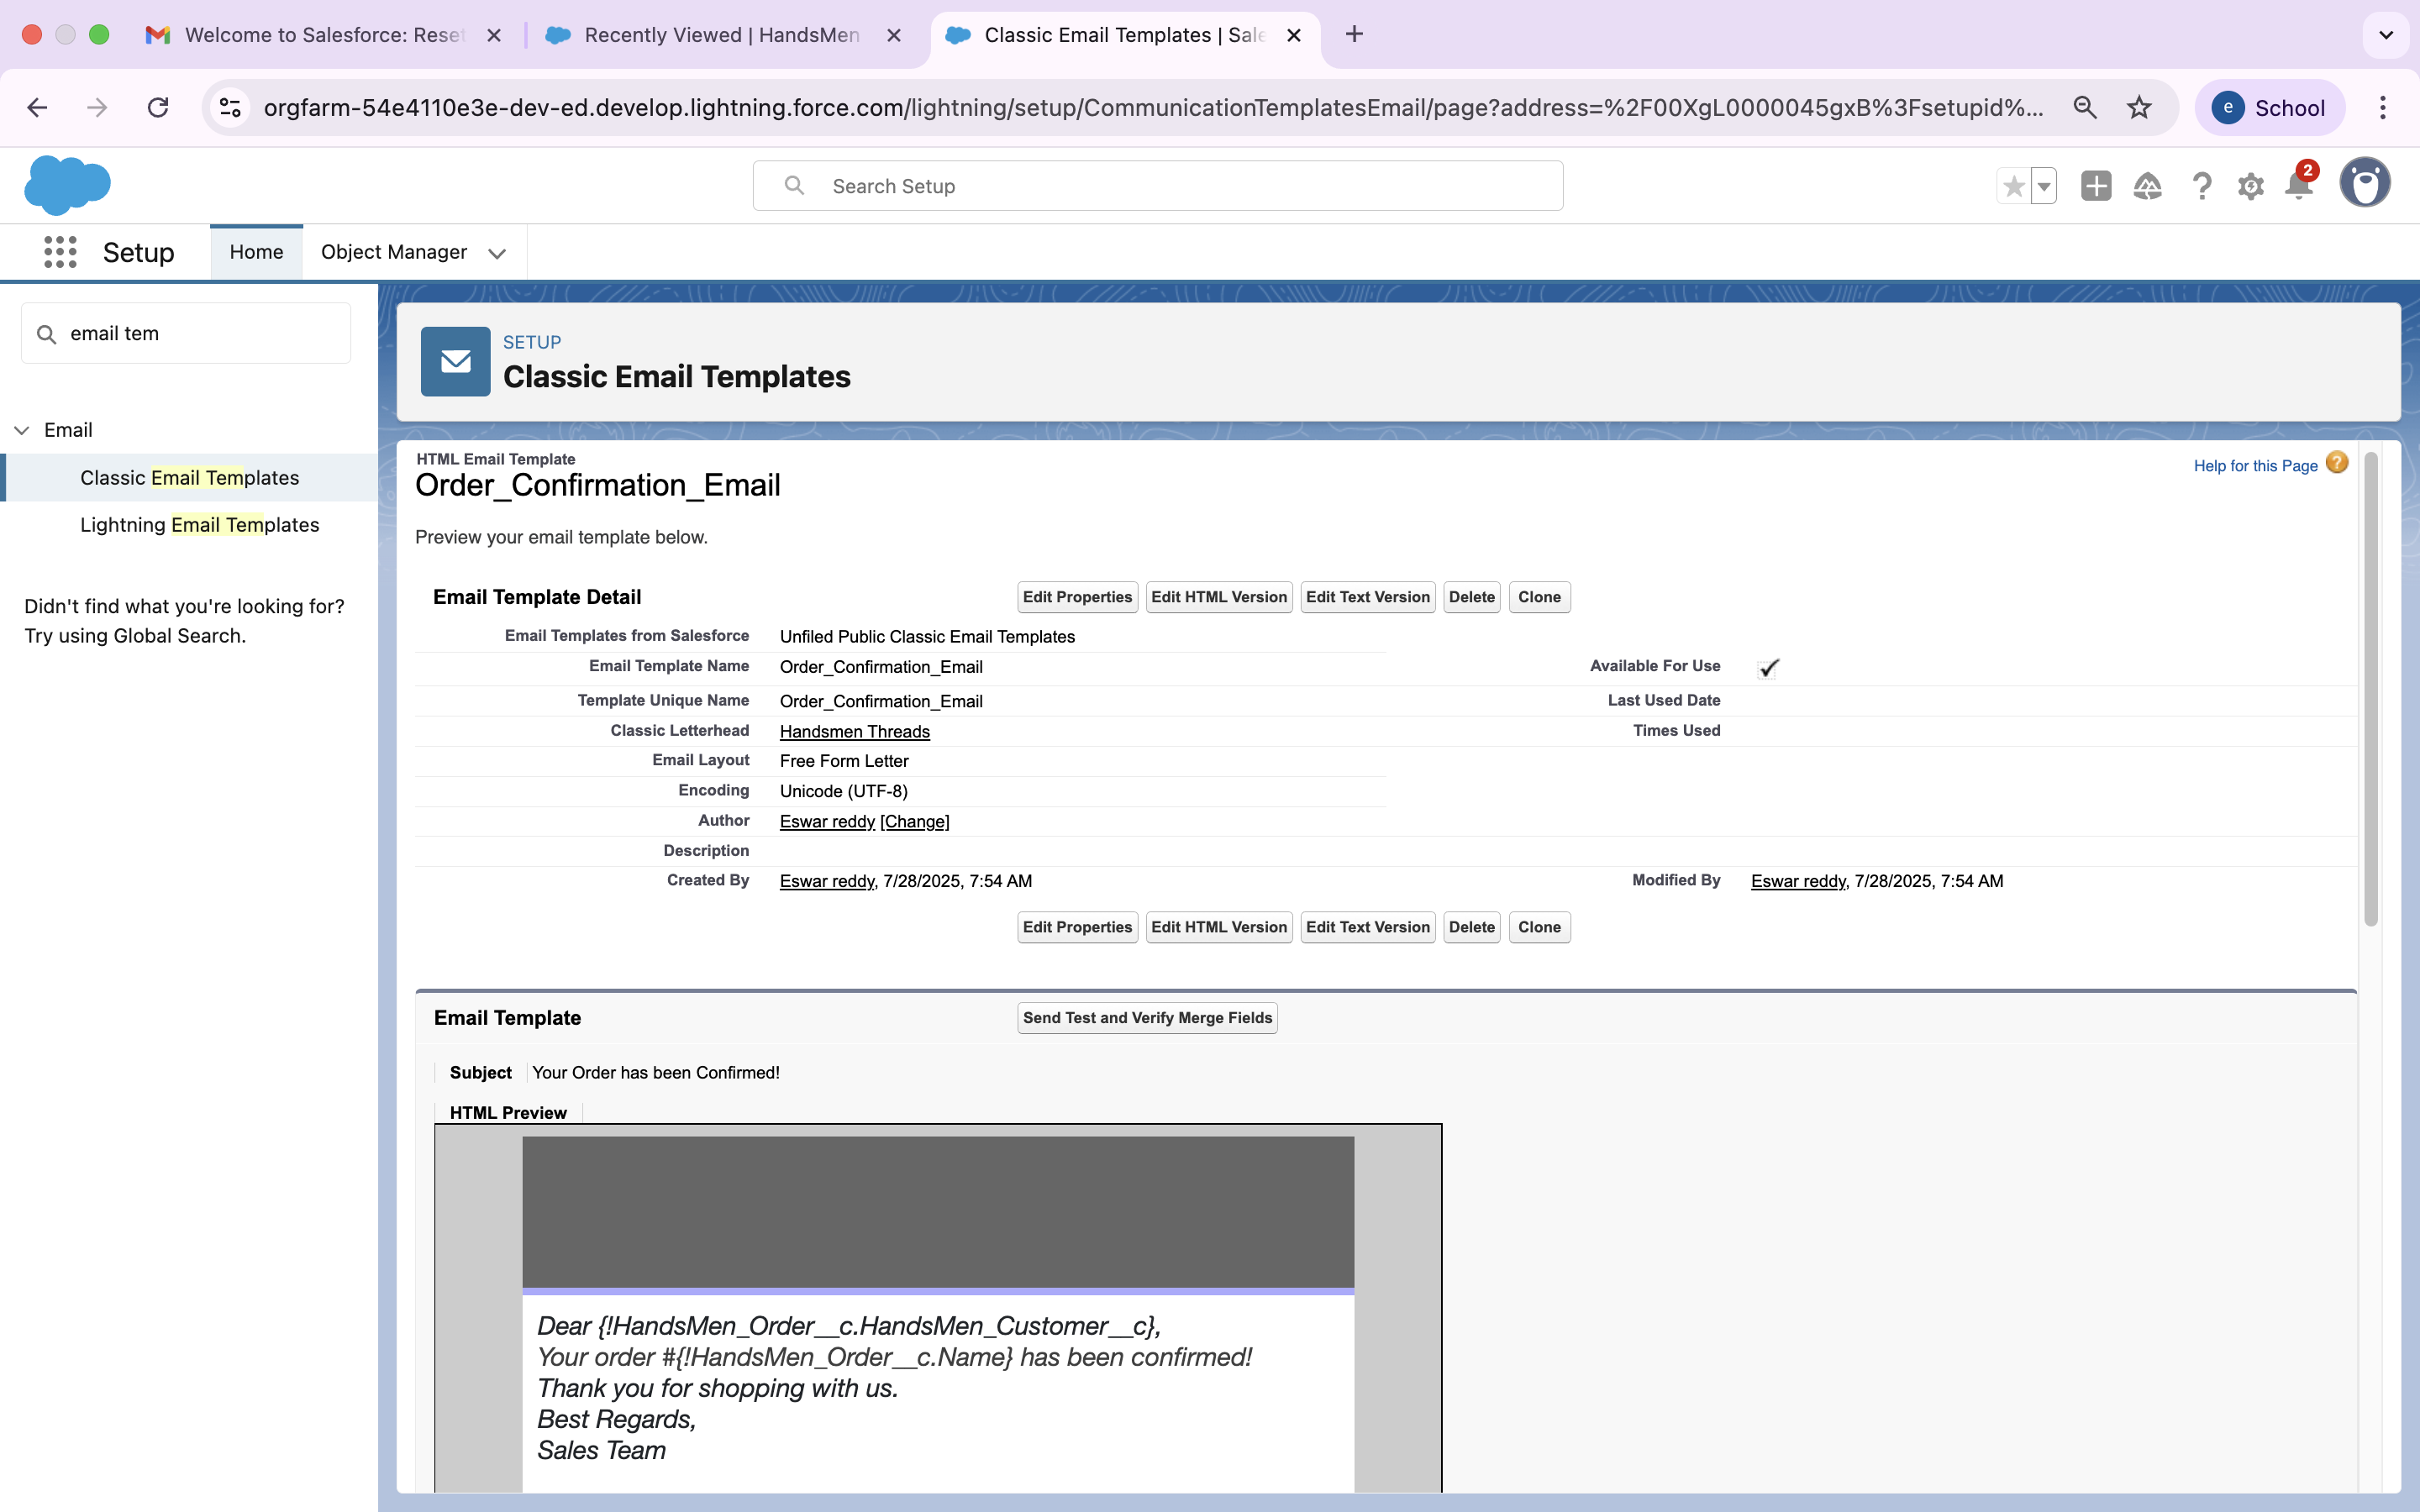 Welcome to Salesforce: Rese
Recently Viewed | HandsMen
Classic Email Templates | Sale
orgfarm-54e4110e3e-dev-ed.develop.lightning.force.com/lightning/setup/CommunicationTemplatesEmail/page?address=%2F00XgL0000045gxB%3Fsetupid%...
e School
Search Setup
2
Setup
Home
Object Manager
email tem
Email
Classic Email Templates
Lightning Email Templates
Didn't find what you're looking for?
Try using Global Search.
SETUP
Classic Email Templates
HTML Email Template
Order_Confirmation_Email
Help for this Page ?
Preview your email template below.
Email Template Detail
Edit Properties Edit HTML Version Edit Text Version Delete Clone
Email Templates from Salesforce Unfiled Public Classic Email Templates
Email Template Name Order_Confirmation_Email Available For Use
Template Unique Name Order_Confirmation_Email Last Used Date
Classic Letterhead Handsmen Threads Times Used
Email Layout Free Form Letter
Encoding Unicode (UTF-8)
Author Eswar reddy [Change]
Description
Created By Eswar reddy, 7/28/2025, 7:54 AM Modified By Eswar reddy, 7/28/2025, 7:54 AM
Edit Properties Edit HTML Version Edit Text Version Delete Clone
Email Template
Send Test and Verify Merge Fields
Subject Your Order has been Confirmed!
HTML Preview
Dear {!HandsMen_Order__c.HandsMen_Customer__c},
Your order #{!HandsMen_Order__c.Name} has been confirmed!
Thank you for shopping with us.
Best Regards,
Sales Team